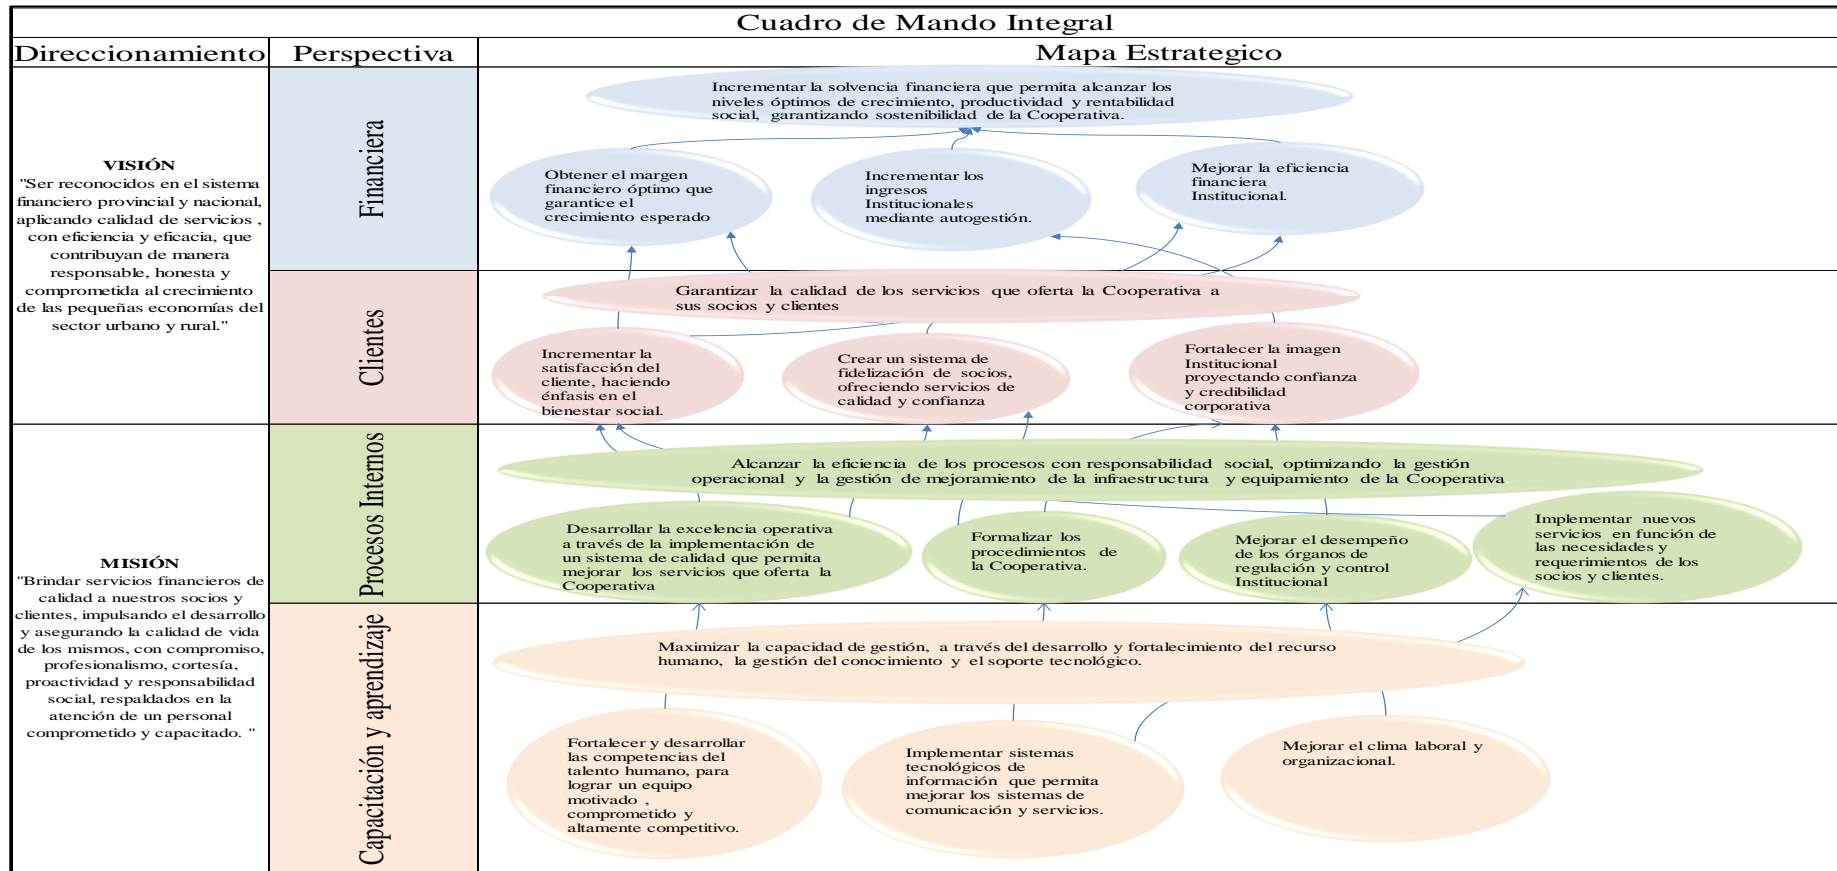 Cuadro de Mando Integral
Direccionamiento
Perspectiva
Mapa Estrategico
VISIÓN
"Ser reconocidos en el sistema
financiero provincial y nacional,
aplicando calidad de servicios ,
con eficiencia y eficacia, que
contribuyan de manera
responsable, honesta y
comprometida al crecimiento
de las pequeñas economías del
sector urbano y rural."
Financiera
Incrementar la solvencia financiera que permita alcanzar los
niveles óptimos de crecimiento, productividad y rentabilidad
social, garantizando sostenibilidad de la Cooperativa.
Obtener el margen
financiero óptimo que
garantice el
crecimiento esperado
Incrementar los
ingresos
Institucionales
mediante autogestión.
Mejorar la eficiencia
financiera
Institucional.
Clientes
Garantizar la calidad de los servicios que oferta la Cooperativa a
sus socios y clientes
Incrementar la
satisfacción del
cliente, haciendo
énfasis en el
bienestar social.
Crear un sistema de
fidelización de socios,
ofreciendo servicios de
calidad y confianza
Fortalecer la imagen
Institucional
proyectando confianza
y credibilidad
corporativa
MISIÓN
"Brindar servicios financieros de
calidad a nuestros socios y
clientes, impulsando el desarrollo
y asegurando la calidad de vida
de los mismos, con compromiso,
profesionalismo, cortesía,
proactividad y responsabilidad
social, respaldados en la
atención de un personal
comprometido y capacitado. "
Procesos Internos
Alcanzar la eficiencia de los procesos con responsabilidad social, optimizando la gestión
operacional y la gestión de mejoramiento de la infraestructura y equipamiento de la Cooperativa
Desarrollar la excelencia operativa
a través de la implementación de
un sistema de calidad que permita
mejorar los servicios que oferta la
Cooperativa
Formalizar los
procedimientos de
la Cooperativa.
Mejorar el desempeño
de los órganos de
regulación y control
Institucional
Implementar nuevos
servicios en función de
las necesidades y
requerimientos de los
socios y clientes.
Capacitación y aprendizaje
Maximizar la capacidad de gestión, a través del desarrollo y fortalecimiento del recurso
humano, la gestión del conocimiento y el soporte tecnológico.
Fortalecer y desarrollar
las competencias del
talento humano, para
lograr un equipo
motivado ,
comprometido y
altamente competitivo.
Implementar sistemas
tecnológicos de
información que permita
mejorar los sistemas de
comunicación y servicios.
Mejorar el clima laboral y
organizacional.